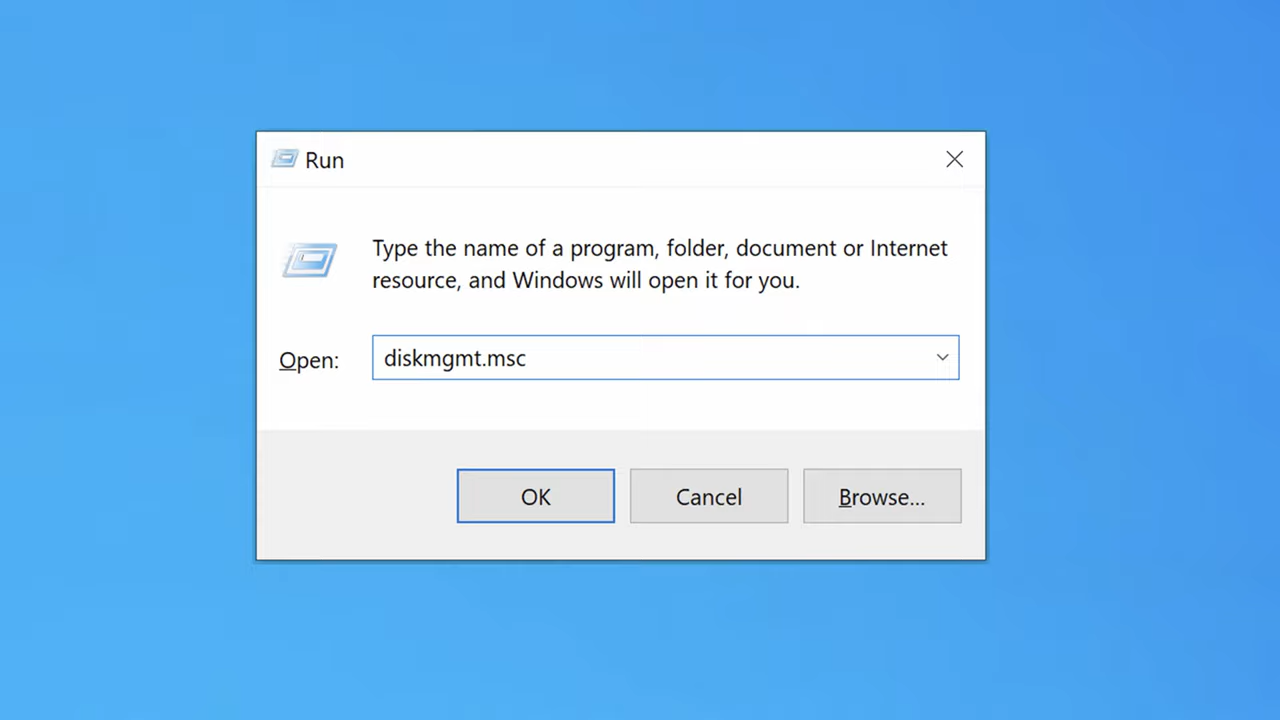 Run
Type the name of a program, folder, document or Internet
resource, and Windows will open it for you.
Open: diskmgmt.msc
OK Cancel Browse...